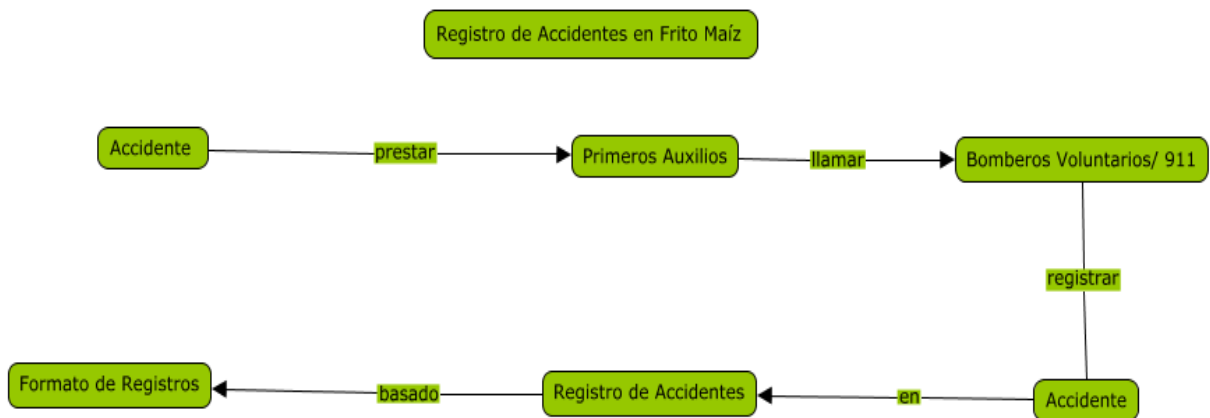 Registro de Accidentes en Frito Maíz
Accidente
prestar
Primeros Auxilios
llamar
Bomberos Voluntarios/ 911
registrar
Accidente
en
Registro de Accidentes
basado
Formato de Registros